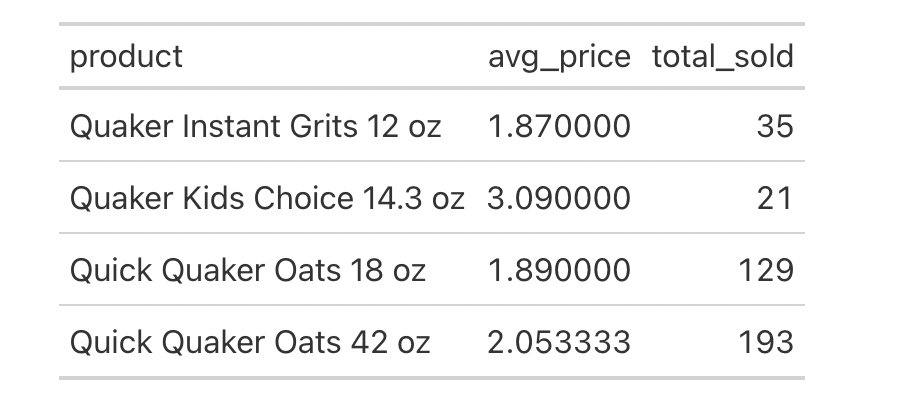 product avg_price total_sold
Quaker Instant Grits 12 oz 1.870000 35
Quaker Kids Choice 14.3 oz 3.090000 21
Quick Quaker Oats 18 oz 1.890000 129
Quick Quaker Oats 42 oz 2.053333 193